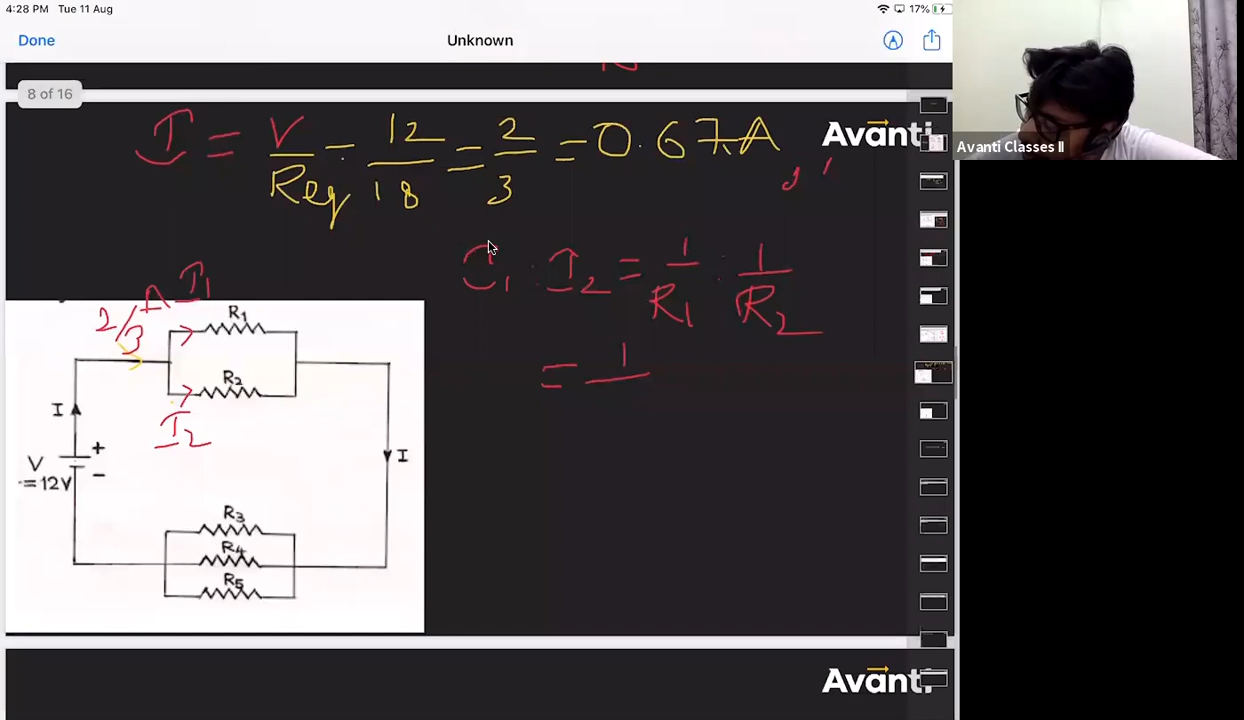 4:28 PM Tue 11 Aug
17%
Done
Unknown
8 of 16
I = V/Req = 12/18 = 2/3 = 0.67A
Avanti
Avanti Classes II
I1 : I2 = 1/R1 : 1/R2
= 1
2/3 A
I1
R1
R2
I2
I
I
V
+
-
= 12V
R3
R4
R5
Avanti